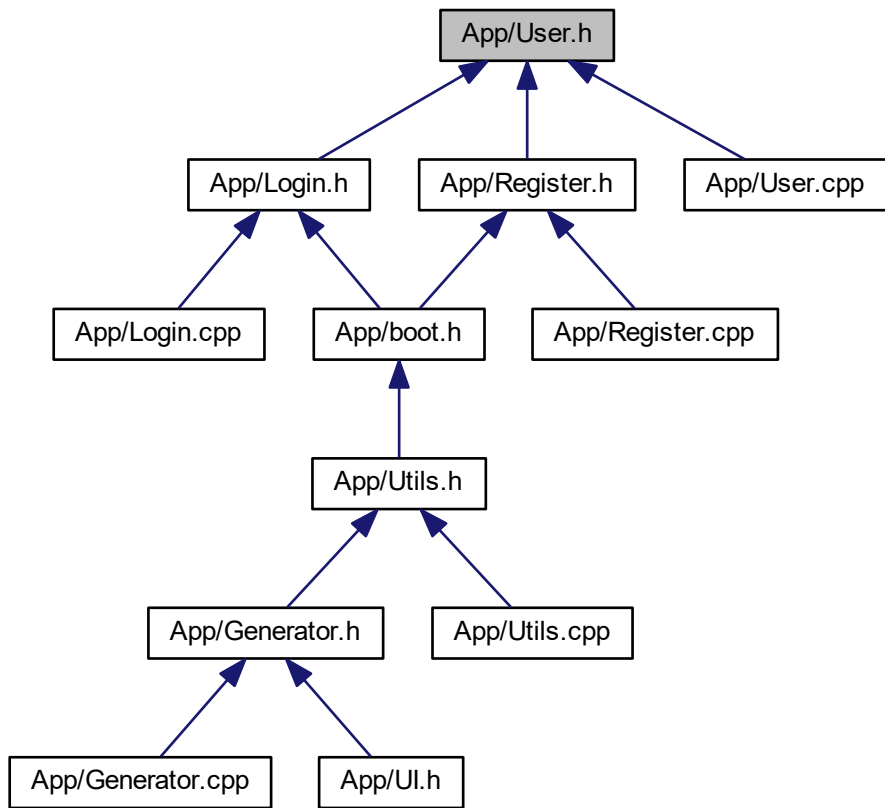 App/User.h
App/Login.h
App/Register.h
App/User.cpp
App/Login.cpp
App/boot.h
App/Register.cpp
App/Utils.h
App/Generator.h
App/Utils.cpp
App/Generator.cpp
App/UI.h